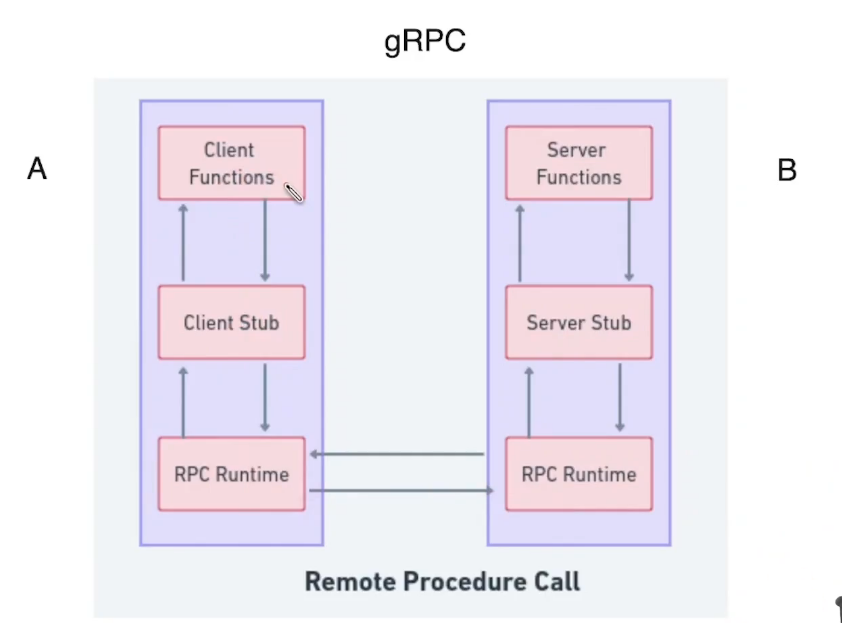 gRPC
A
B
Client
Functions
Server
Functions
Client Stub
Server Stub
RPC Runtime
RPC Runtime
Remote Procedure Call